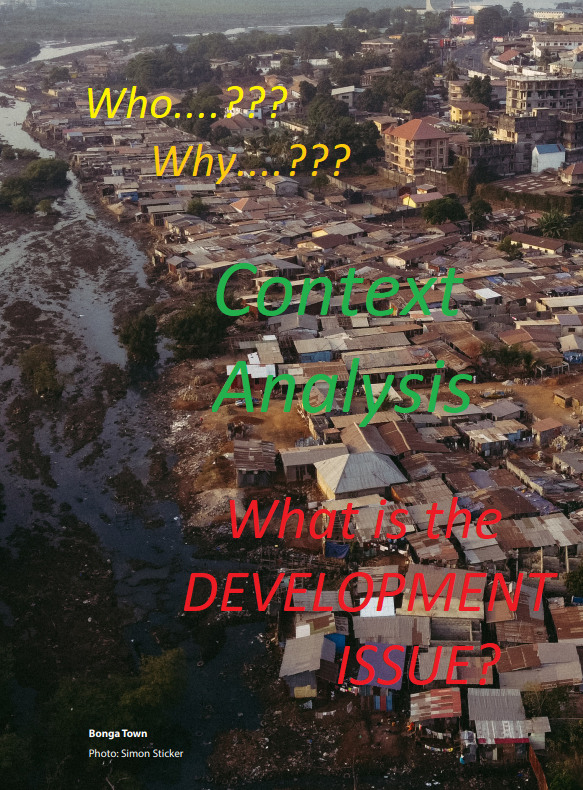 Who....???
Why....???
Context
Analysis
What is the
DEVELOPMENT
ISSUE?
Bonga Town
Photo: Simon Sticker